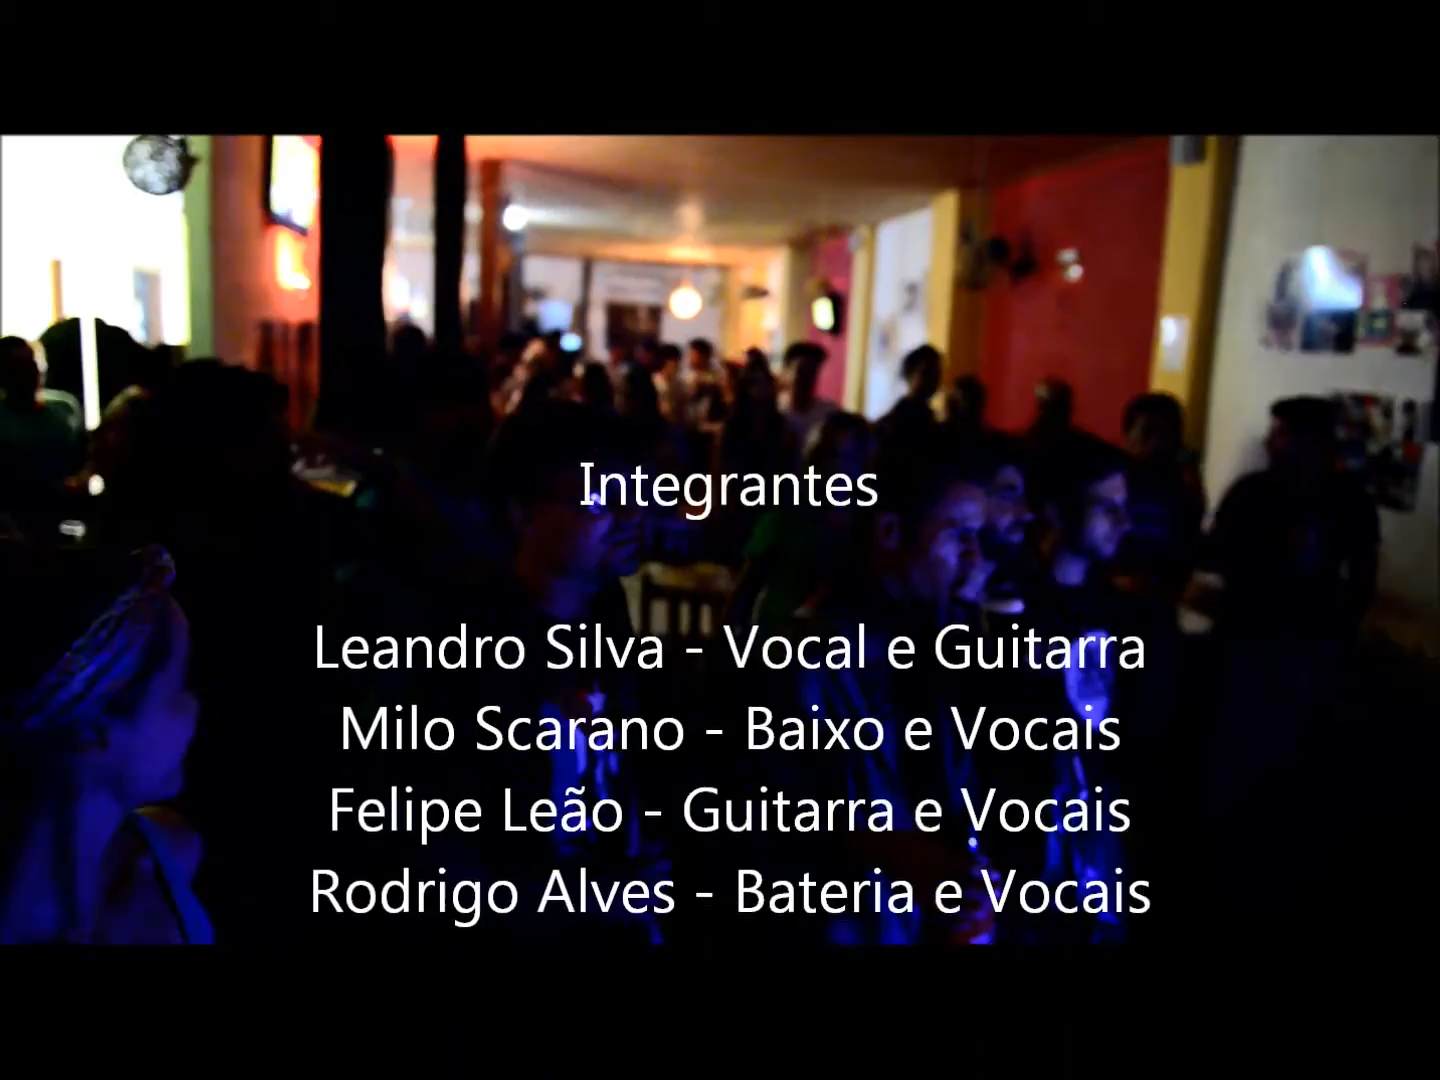 Integrantes
Leandro Silva - Vocal e Guitarra
Milo Scarano - Baixo e Vocais
Felipe Leão - Guitarra e Vocais
Rodrigo Alves - Bateria e Vocais